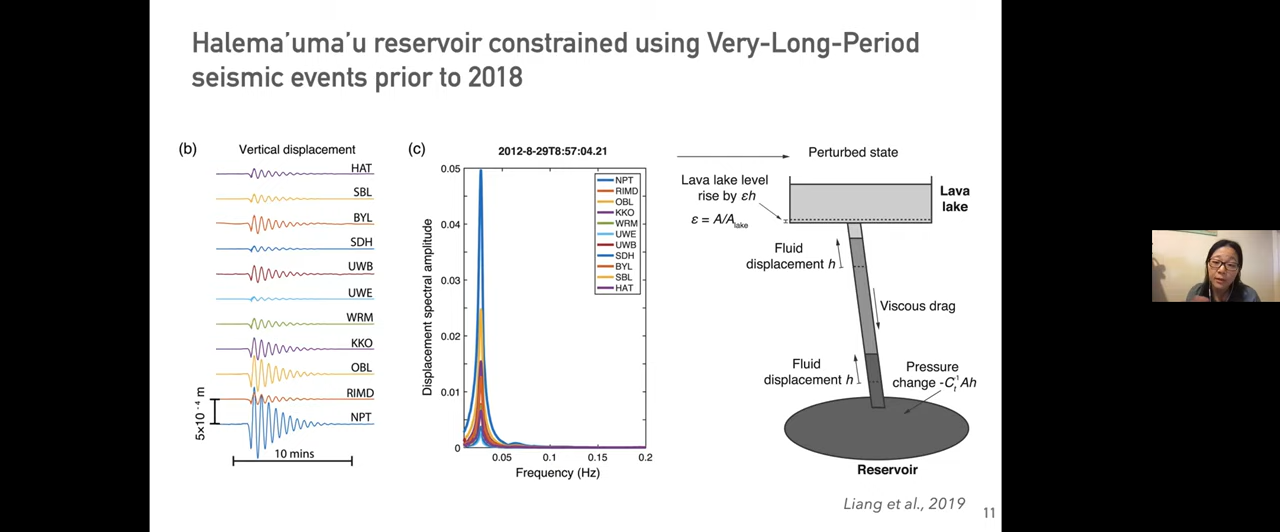 Halema'uma'u reservoir constrained using Very-Long-Period
seismic events prior to 2018
(b)
Vertical displacement
HAT
SBL
BYL
SDH
UWB
UWE
WRM
KKO
OBL
RIMD
NPT
5×10⁻⁴ m
10 mins
(c)
2012-8-29T8:57:04.21
Displacement spectral amplitude
0.05
0.04
0.03
0.02
0.01
0
0.05
0.1
0.15
0.2
Frequency (Hz)
NPT
RIMD
OBL
KKO
WRM
UWE
UWB
SDH
BYL
SBL
HAT
Perturbed state
Lava lake level
rise by εh
ε = A/A_lake
Lava
lake
Fluid
displacement h
Viscous drag
Fluid
displacement h
Pressure
change -C_t⁻¹Ah
Reservoir
Liang et al., 2019
11